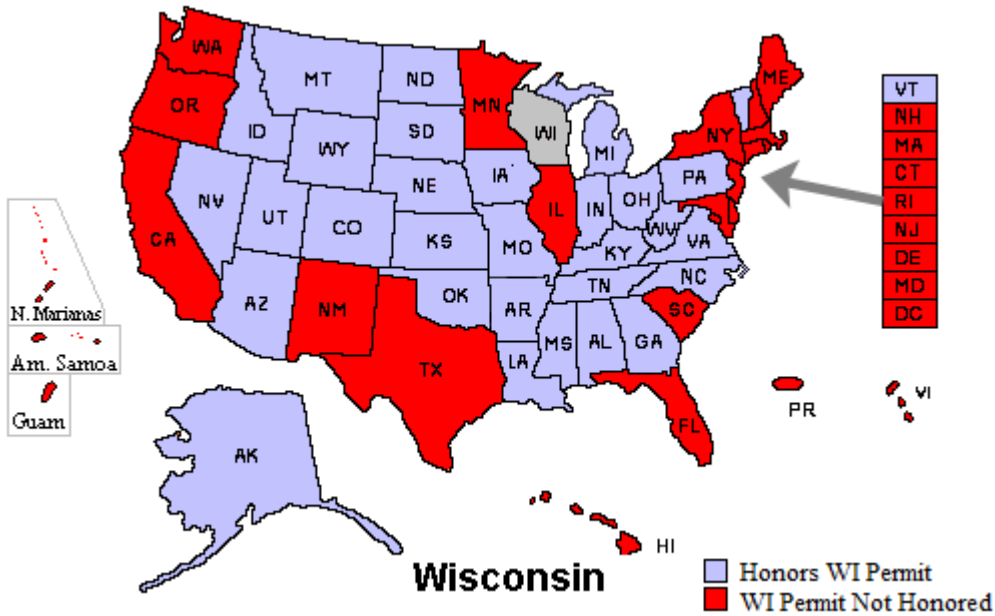 WA
MT
ND
MN
ME
VT
OR
ID
SD
WI
NY
NH
WY
MI
MA
NV
NE
IA
PA
CT
UT
CO
IL
IN
OH
RI
CA
KS
MO
WV
VA
NJ
KY
DE
AZ
NM
OK
TN
NC
MD
N. Marianas
AR
SC
DC
Am. Samoa
TX
LA
MS
AL
GA
Guam
FL
PR
VI
AK
HI
Wisconsin
Honors WI Permit
WI Permit Not Honored